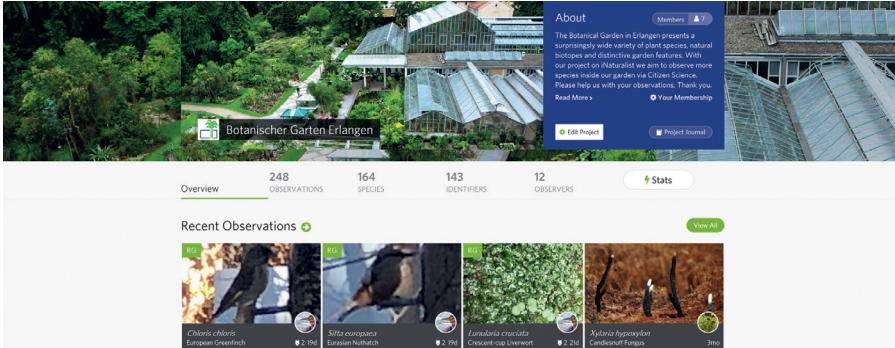 About
Members 7
The Botanical Garden in Erlangen presents a
surprisingly wide variety of plant species, natural
biotopes and distinctive garden features. With
our project on iNaturalist we aim to observe more
species inside our garden via Citizen Science.
Please help us with your observations. Thank you.
Read More ›
Your Membership
Edit Project
Project Journal
Botanischer Garten Erlangen
Overview
248
OBSERVATIONS
164
SPECIES
143
IDENTIFIERS
12
OBSERVERS
Stats
Recent Observations
View All
RG
Chloris chloris
European Greenfinch
2 19d
RG
Sitta europaea
Eurasian Nuthatch
2 19d
RG
Lunularia cruciata
Crescent-cup Liverwort
2 21d
Xylaria hypoxylon
Candlesnuff Fungus
3mo